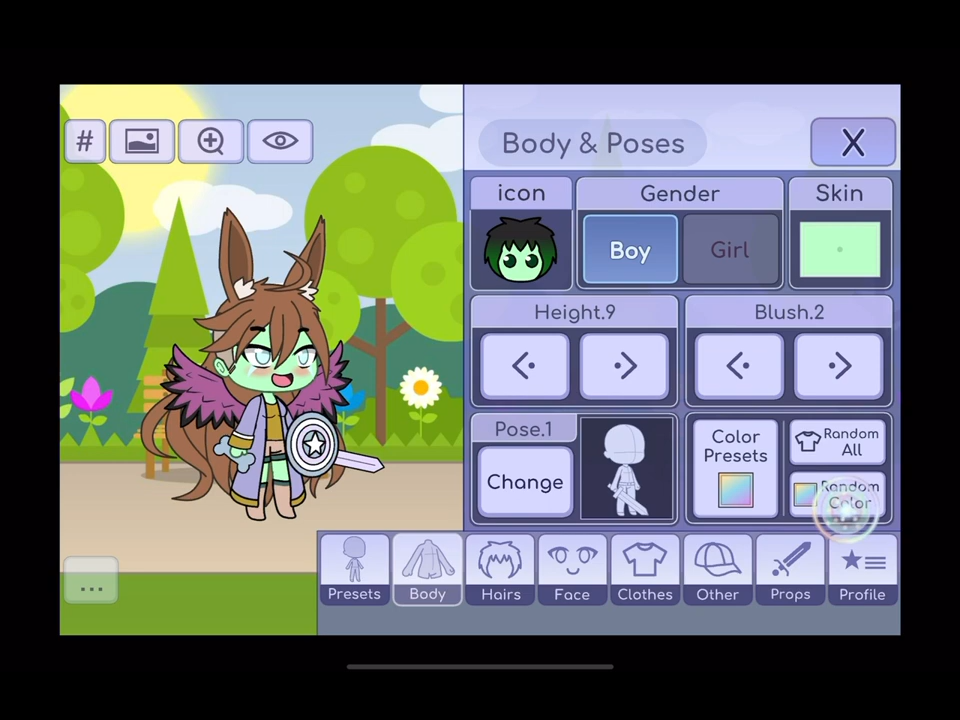 #
Body & Poses
X
icon
Gender
Skin
Boy
Girl
Height.9
Blush.2
Pose.1
Change
Color
Presets
Random
All
Random
Color
...
Presets
Body
Hairs
Face
Clothes
Other
Props
Profile